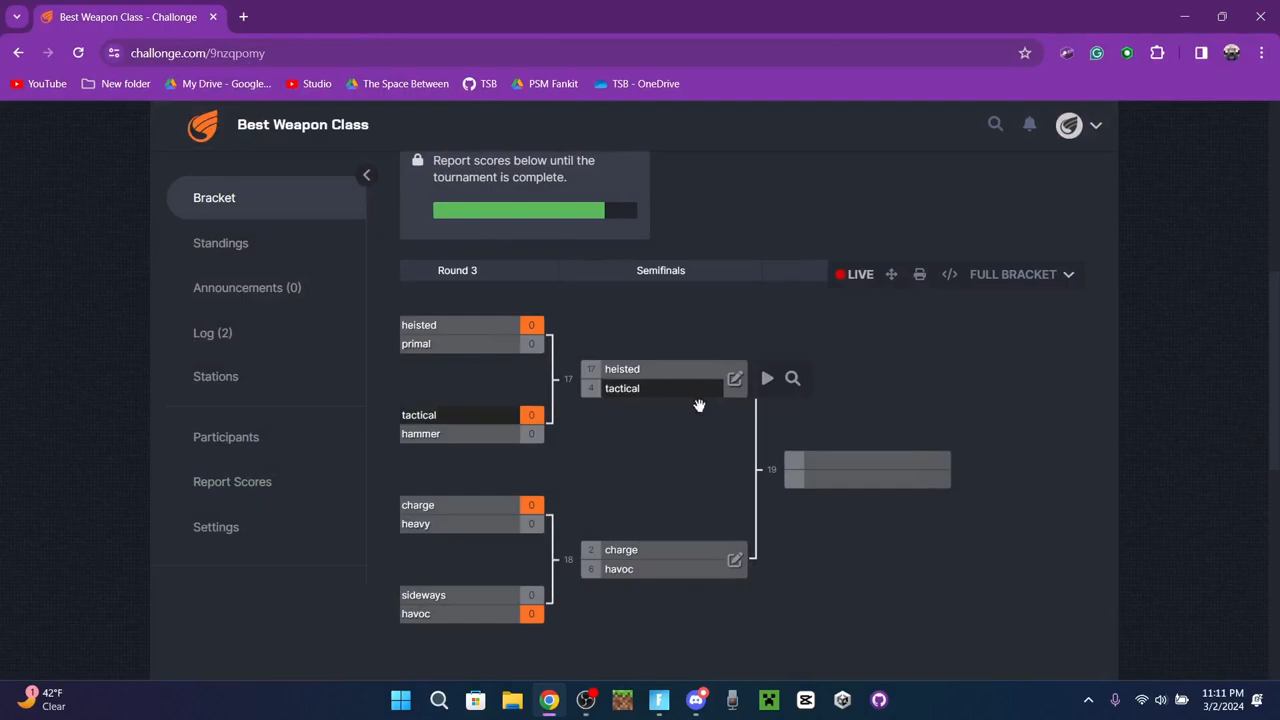 Best Weapon Class - Challonge
challonge.com/9nzqpomy
YouTube New folder My Drive - Google... Studio The Space Between TSB PSM Fankit TSB - OneDrive
Best Weapon Class
Report scores below until the
tournament is complete.
Bracket
Standings
Announcements (0)
Log (2)
Stations
Participants
Report Scores
Settings
Round 3 Semifinals
LIVE FULL BRACKET
heisted 0
primal 0
17
17 heisted
4 tactical
tactical 0
hammer 0
19
charge 0
heavy 0
18
2 charge
6 havoc
sideways 0
havoc 0
1
42°F
Clear
11:11 PM
3/2/2024